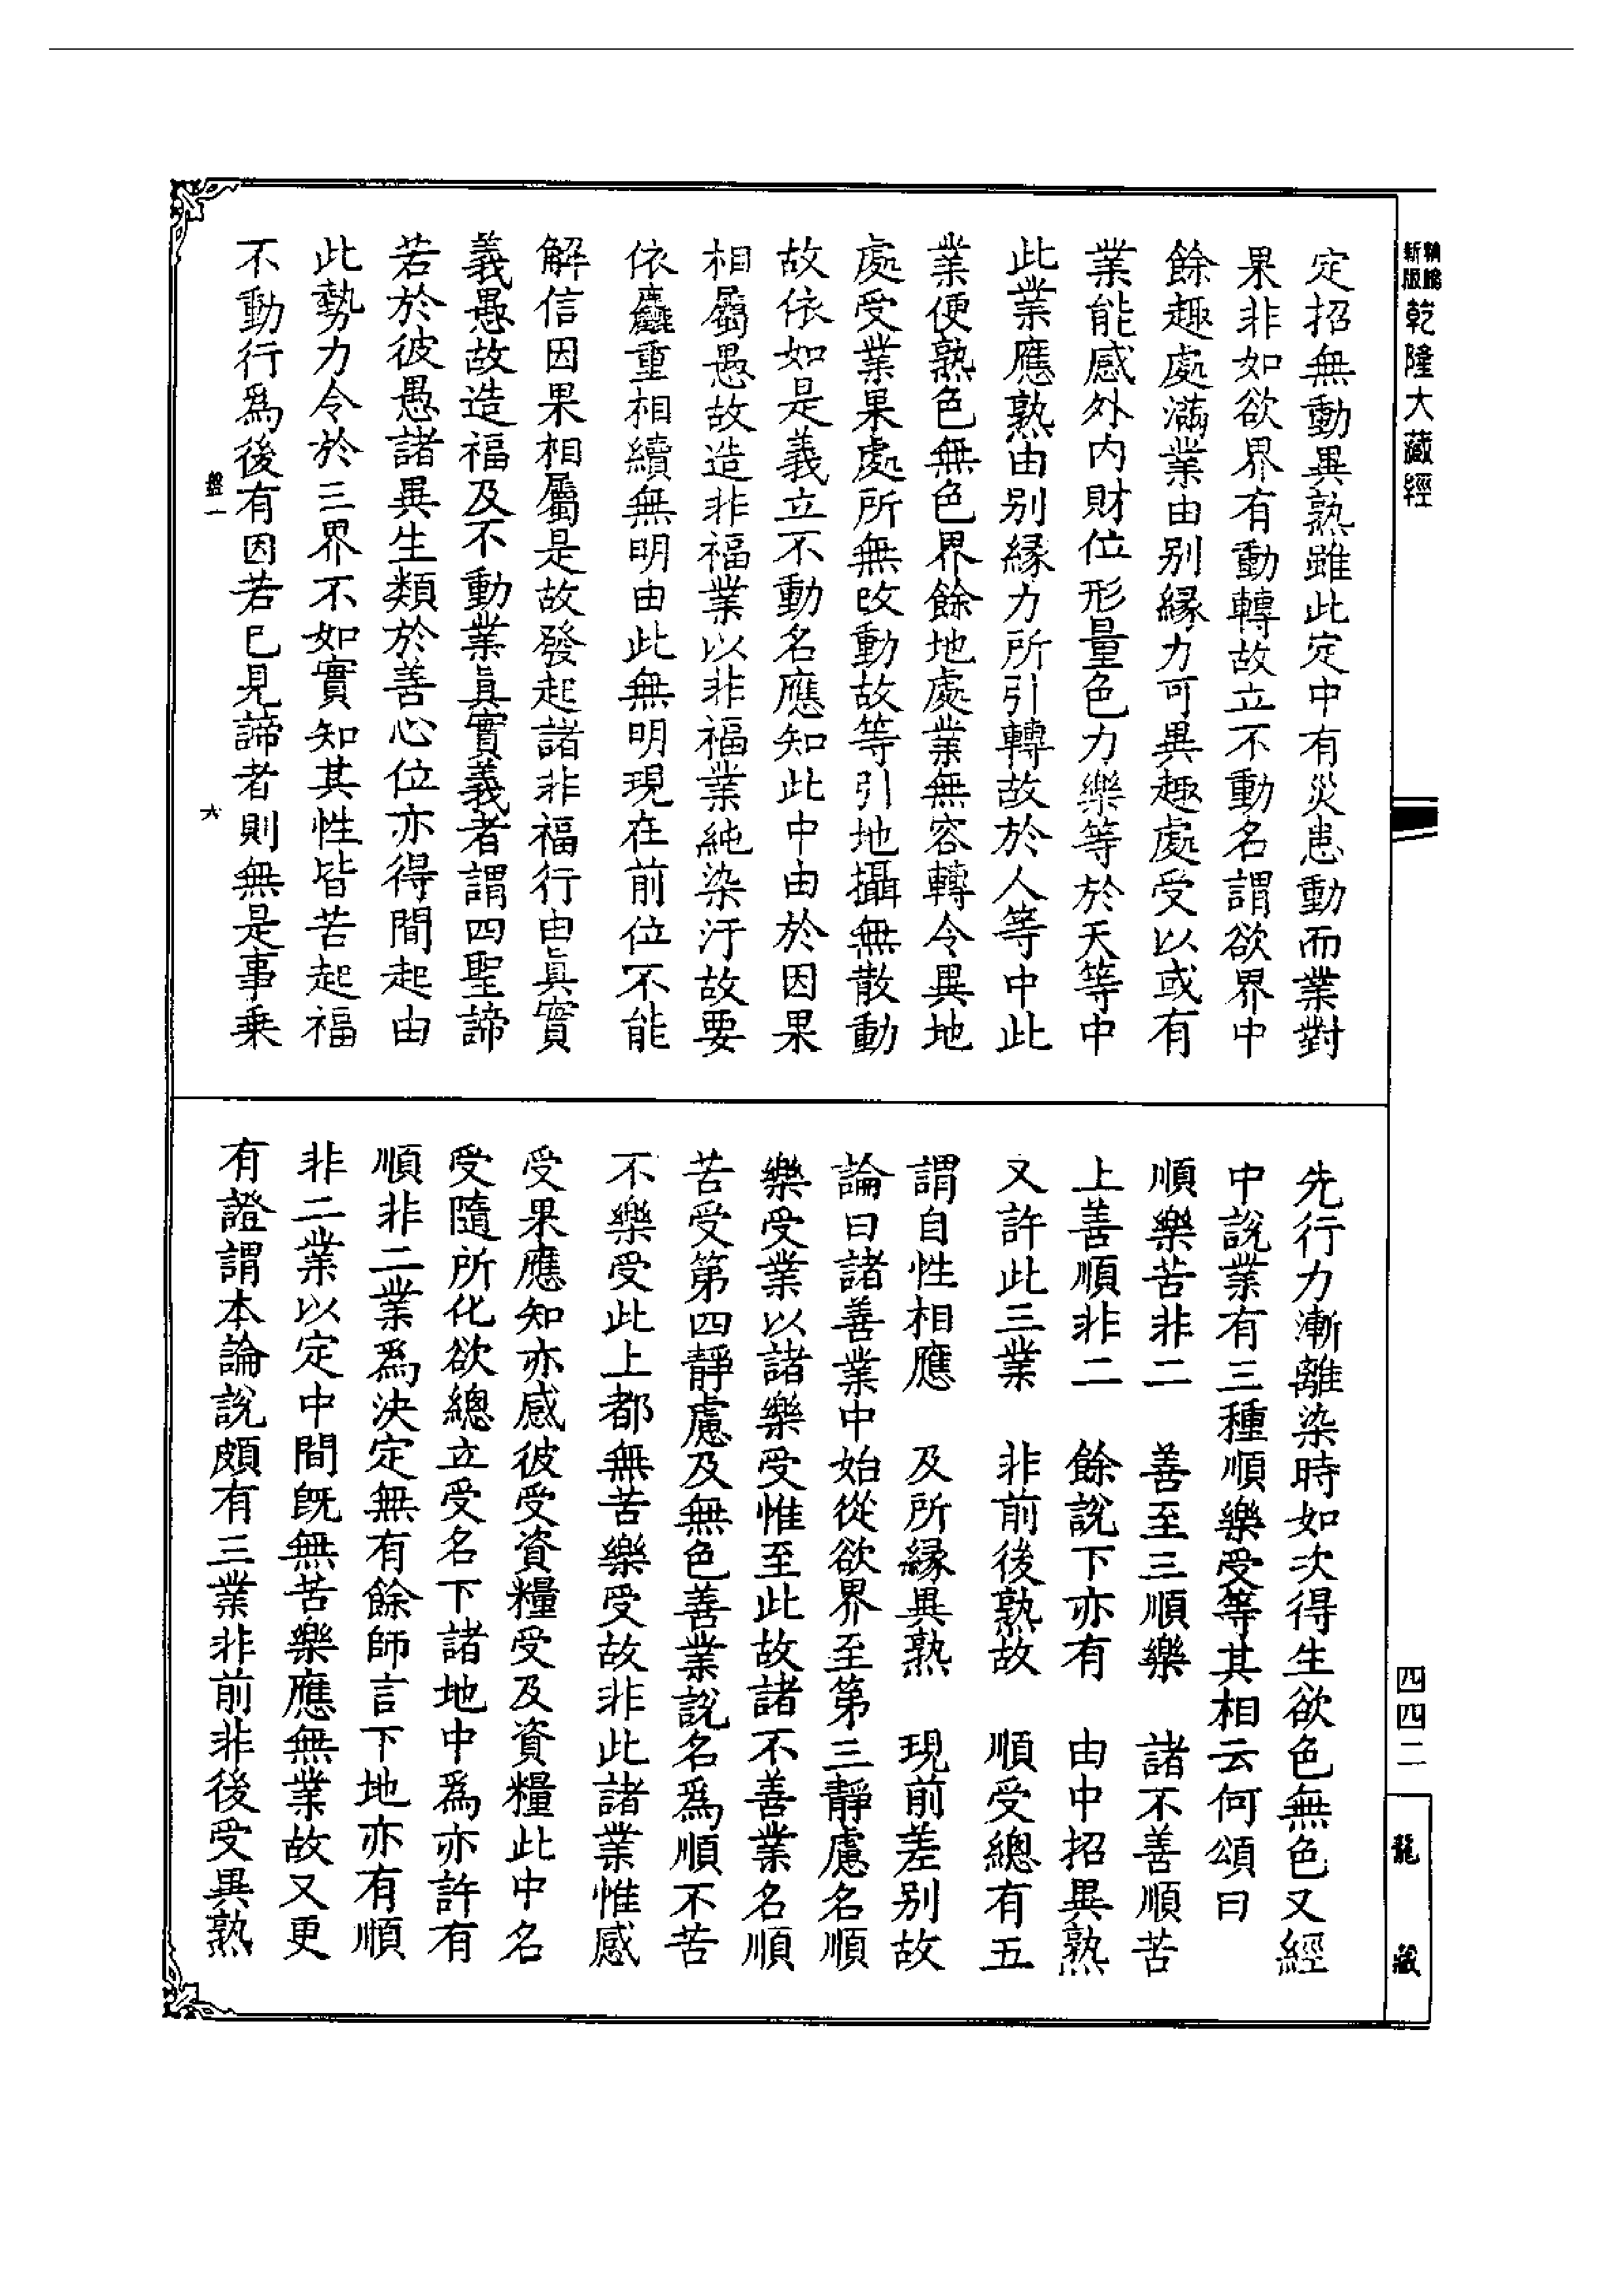 精繪新版乾隆大藏經
定招無動異熟雖此定中有災患動而業對
果非如欲界有動轉故立不動名謂欲界中
餘趣處滿業由别縁力可異趣處受以或有
業能感外内財位形量色力樂等於天等中
此業應熟由别縁力所引轉故於人等中此
業便熟色無色界餘地處業無容轉令異地
處受業果處所無攺動故等引地攝無散動
故依如是義立不動名應知此中由於因果
相屬愚故造非福業以非福業純染汙故要
依麤重相續無明由此無明現在前位不能
解信因果相屬是故發起諸非福行由眞實
義愚故造福及不動業眞實義者謂四聖諦
若於彼愚諸異生類於善心位亦得間起由
此勢力令於三界不如實知其性皆苦起福
不動行爲後有因若已見諦者則無是事乗
盤一
六
先行力漸離染時如次得生欲色無色又經
中說業有三種順樂受等其相云何頌曰
順樂苦非二　善至三順樂　諸不善順苦
上善順非二　餘說下亦有　由中招異熟
又許此三業　非前後熟故　順受總有五
謂自性相應　及所縁異熟　現前差别故
論曰諸善業中始從欲界至第三靜慮名順
樂受業以諸樂受惟至此故諸不善業名順
苦受第四靜慮及無色善業說名爲順不苦
不樂受此上都無苦樂受故非此諸業惟感
受果應知亦感彼受資糧受及資糧此中名
受隨所化欲總立受名下諸地中爲亦許有
順非二業爲決定無有餘師言下地亦有順
非二業以定中間旣無苦樂應無業故又更
有證謂本論說頗有三業非前非後受異熟
四四二
龍藏